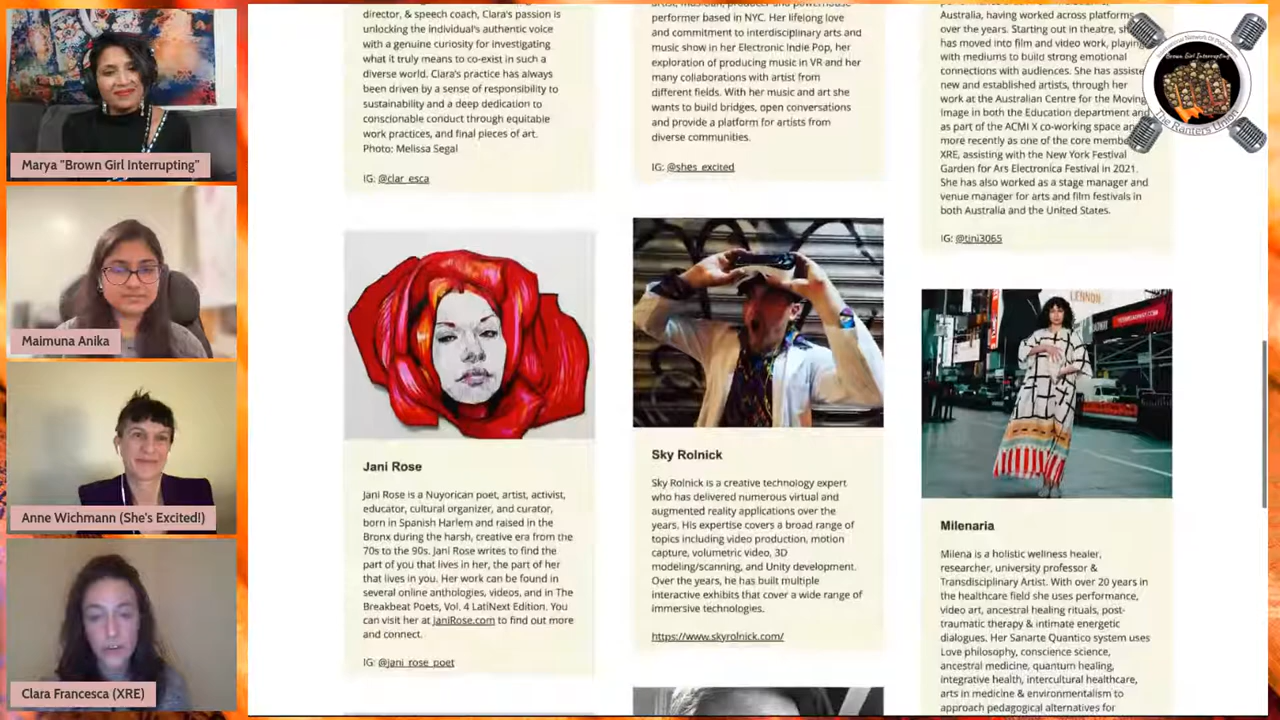 Marya "Brown Girl Interrupting"
Maimuna Anika
Anne Wichmann (She's Excited!)
Clara Francesca (XRE)
director, & speech coach, Clara's passion is
unlocking the individual's authentic voice
with a genuine curiosity for investigating
what it truly means to co-exist in such a
diverse world. Clara's practice has always
been driven by a sense of responsibility to
sustainability and a deep dedication to
conscionable conduct through equitable
work practices, and final pieces of art.
Photo: Melissa Segal
IG: @clar_esca
Jani Rose
Jani Rose is a Nuyorican poet, artist, activist,
educator, cultural organizer, and curator,
born in Spanish Harlem and raised in the
Bronx during the harsh, creative era from the
70s to the 90s. Jani Rose writes to find the
part of you that lives in her, the part of her
that lives in you. Her work can be found in
several online anthologies, videos, and in The
Breakbeat Poets, Vol. 4 LatiNext Edition. You
can visit her at JaniRose.com to find out more
and connect.
IG: @jani_rose_poet
performer based in NYC. Her lifelong love
and commitment to interdisciplinary arts and
music show in her Electronic Indie Pop, her
exploration of producing music in VR and her
many collaborations with artist from
different fields. With her music and art she
wants to build bridges, open conversations
and provide a platform for artists from
diverse communities.
IG: @shes_excited
Sky Rolnick
Sky Rolnick is a creative technology expert
who has delivered numerous virtual and
augmented reality applications over the
years. His expertise covers a broad range of
topics including video production, motion
capture, volumetric video, 3D
modeling/scanning, and Unity development.
Over the years, he has built multiple
interactive exhibits that cover a wide range of
immersive technologies.
https://www.skyrolnick.com/
Australia, having worked across platforms
over the years. Starting out in theatre, she
has moved into film and video work, playing
with mediums to build strong emotional
connections with audiences. She has assisted
new and established artists, through her
work at the Australian Centre for the Moving
Image in both the Education department and
as part of the ACMI X co-working space and
more recently as one of the core members
XRE, assisting with the New York Festival
Garden for Ars Electronica Festival in 2021.
She has also worked as a stage manager and
venue manager for arts and film festivals in
both Australia and the United States.
IG: @tini3065
LENNON
Milenaria
Milena is a holistic wellness healer,
researcher, university professor &
Transdisciplinary Artist. With over 20 years in
the healthcare field she uses performance,
video art, ancestral healing rituals, post-
traumatic therapy & intimate energetic
dialogues. Her Sanarte Quantico system uses
Love philosophy, conscience science,
ancestral medicine, quantum healing,
integrative health, intercultural healthcare,
arts in medicine & environmentalism to
approach pedagogical alternatives for
Brown Girl Interrupting
The Ranters Union